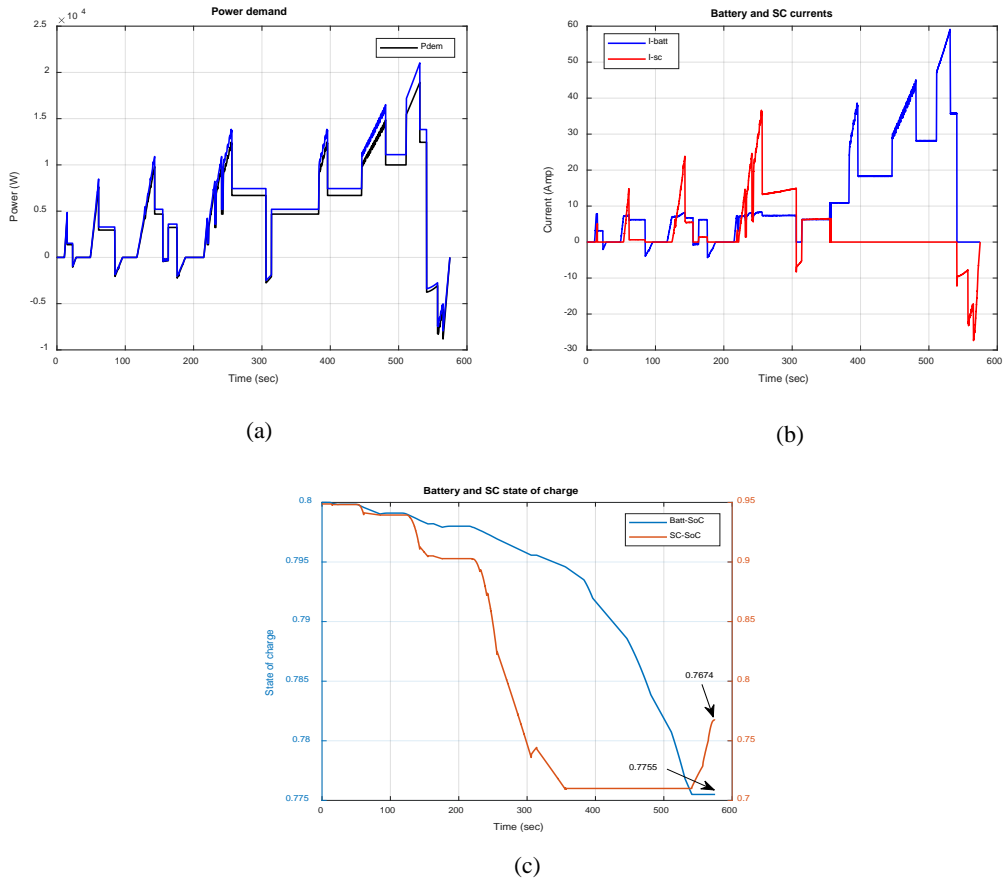 Power demand
× 10^4
Pdem
2.5
2
1.5
1
0.5
0
-0.5
-1
Power (W)
0 100 200 300 400 500 600
Time (sec)
(a)
Battery and SC currents
I-batt
I-sc
60
50
40
30
20
10
0
-10
-20
-30
Current (Amp)
0 100 200 300 400 500 600
Time (sec)
(b)
Battery and SC state of charge
Batt-SoC
SC-SoC
0.8
0.795
0.79
0.785
0.78
0.775
State of charge
0.95
0.9
0.85
0.8
0.75
0.7
0.7674
0.7755
0 100 200 300 400 500 600
Time (sec)
(c)